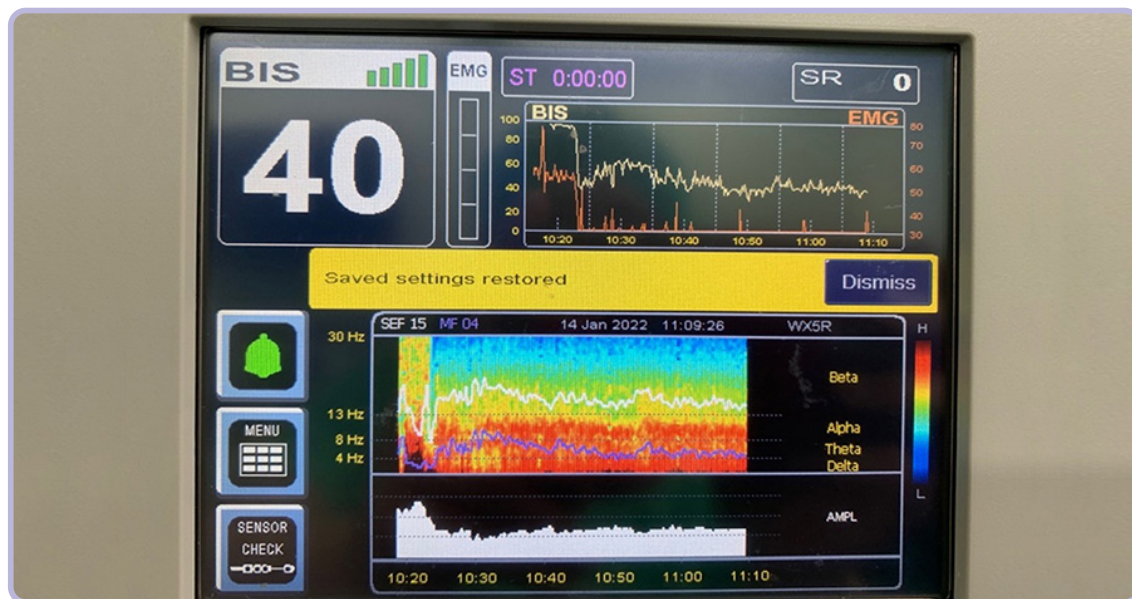 BIS
EMG
ST 0:00:00
SR 0
40
BIS
EMG
100
80
60
40
20
0
80
70
60
50
40
30
10:20 10:30 10:40 10:50 11:00 11:10
Saved settings restored
Dismiss
SEF 15 MF 04 14 Jan 2022 11:09:26 WX5R
30 Hz
13 Hz
8 Hz
4 Hz
Beta
Alpha
Theta
Delta
H
L
MENU
AMPL
SENSOR
CHECK
10:20 10:30 10:40 10:50 11:00 11:10